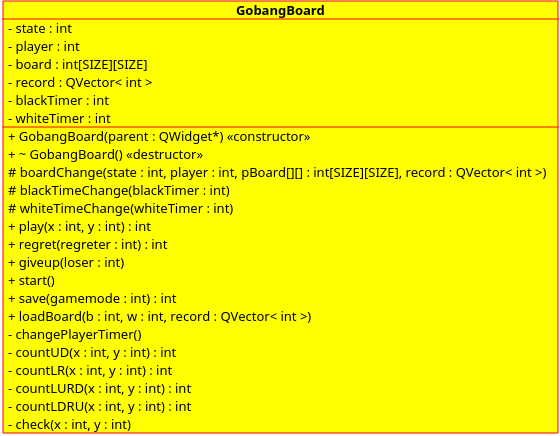 GobangBoard
- state : int
- player : int
- board : int[SIZE][SIZE]
- record : QVector< int >
- blackTimer : int
- whiteTimer : int
+ GobangBoard(parent : QWidget*) «constructor»
+ ~ GobangBoard() «destructor»
# boardChange(state : int, player : int, pBoard[][] : int[SIZE][SIZE], record : QVector< int >)
# blackTimeChange(blackTimer : int)
# whiteTimeChange(whiteTimer : int)
+ play(x : int, y : int) : int
+ regret(regreter : int) : int
+ giveup(loser : int)
+ start()
+ save(gamemode : int) : int
+ loadBoard(b : int, w : int, record : QVector< int >)
- changePlayerTimer()
- countUD(x : int, y : int) : int
- countLR(x : int, y : int) : int
- countLURD(x : int, y : int) : int
- countLDRU(x : int, y : int) : int
- check(x : int, y : int)